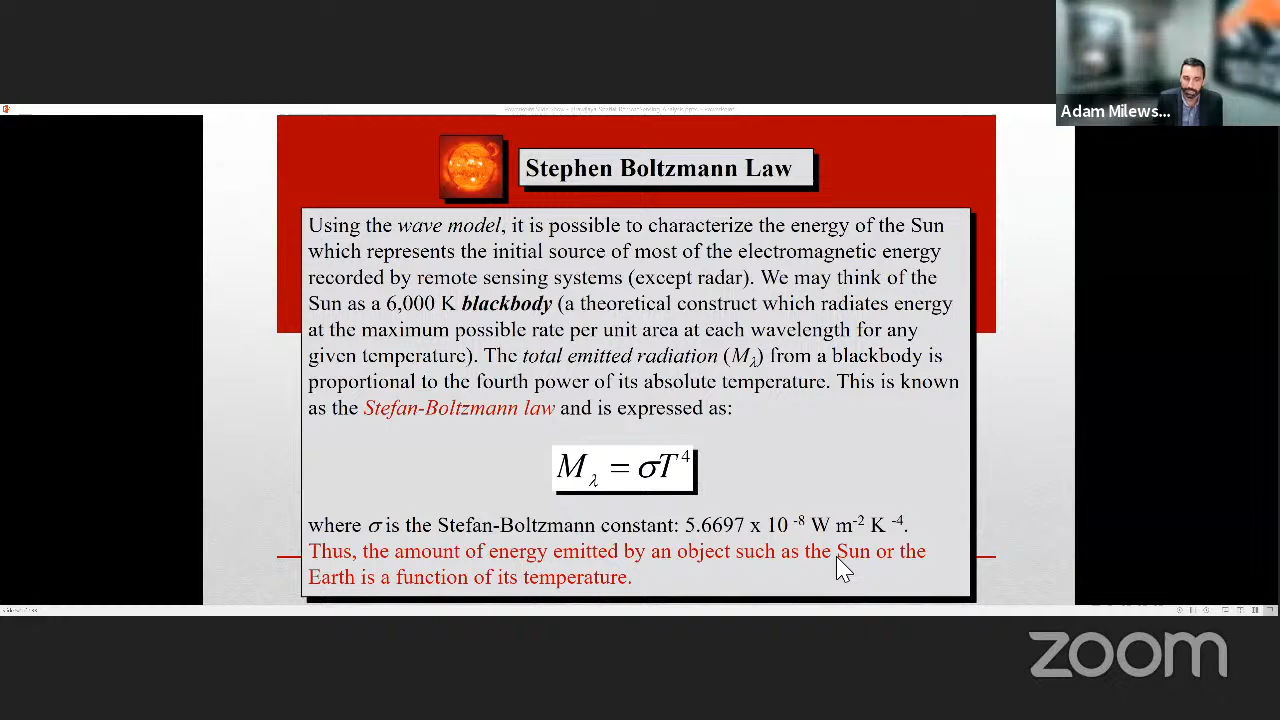 Adam Milews...
Stephen Boltzmann Law
Using the wave model, it is possible to characterize the energy of the Sun
which represents the initial source of most of the electromagnetic energy
recorded by remote sensing systems (except radar). We may think of the
Sun as a 6,000 K blackbody (a theoretical construct which radiates energy
at the maximum possible rate per unit area at each wavelength for any
given temperature). The total emitted radiation (Mλ) from a blackbody is
proportional to the fourth power of its absolute temperature. This is known
as the Stefan-Boltzmann law and is expressed as:
Mλ = σT⁴
where σ is the Stefan-Boltzmann constant: 5.6697 x 10 ⁻⁸ W m⁻² K ⁻⁴.
Thus, the amount of energy emitted by an object such as the Sun or the
Earth is a function of its temperature.
zoom